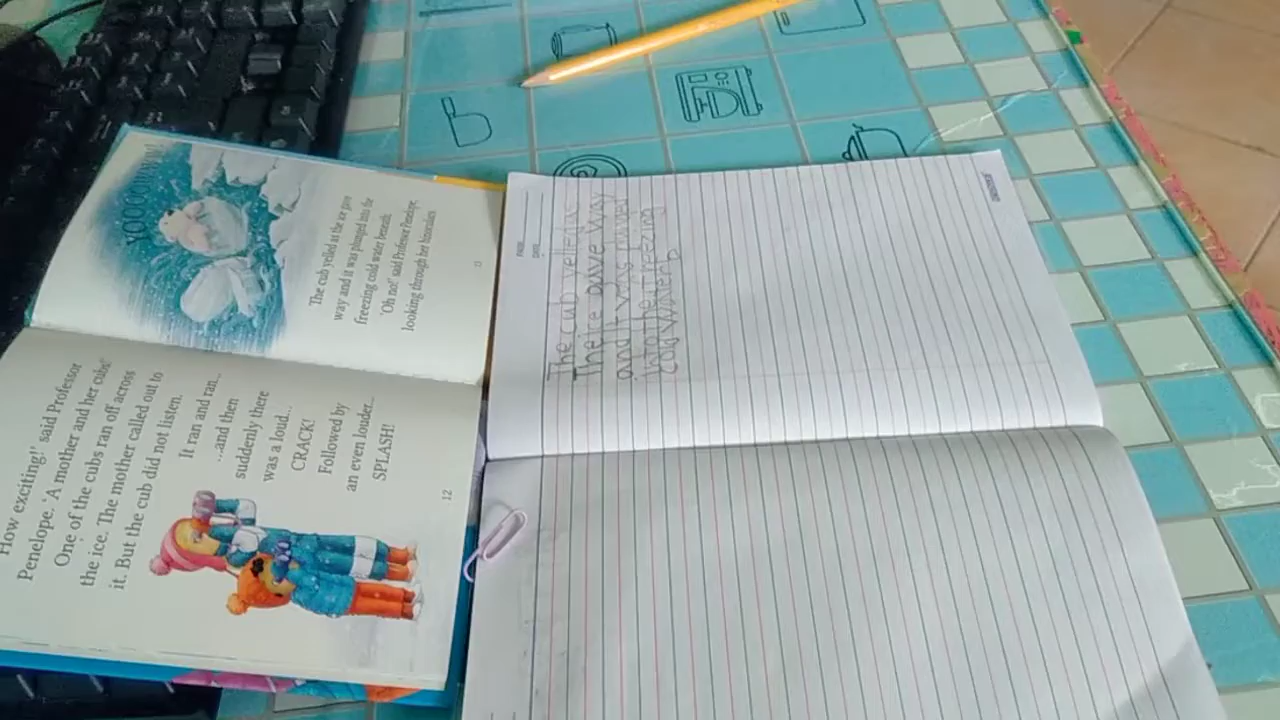 How exciting!' said Professor
Penelope. 'A mother and her cubs!'
One of the cubs ran off across
the ice. The mother called out to
it. But the cub did not listen.
It ran and ran...
...and then
suddenly there
was a loud...
CRACK!
Followed by
an even louder...
SPLASH!
12
The cub yelled as the ice gave
way and it was plunged into the
freezing cold water beneath.
'Oh no!' said Professor Penelope,
looking through her binoculars.
13
PAGE:
DATE:
The cub
The ice gave way
and it was
into the freezing
cold water